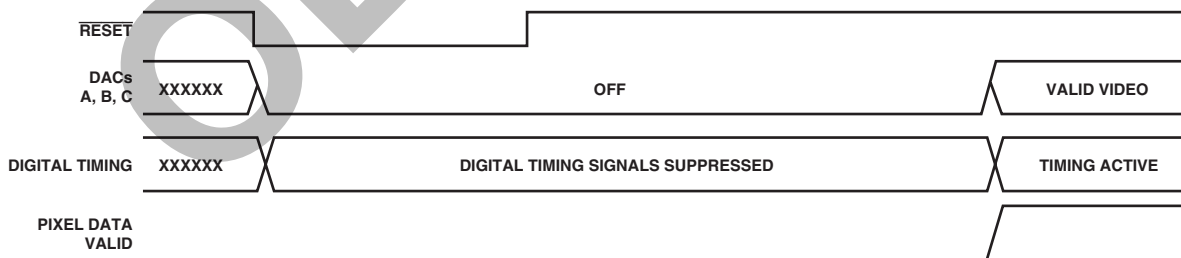 RESET
DACs
A, B, C
XXXXXX
OFF
VALID VIDEO
DIGITAL TIMING
XXXXXX
DIGITAL TIMING SIGNALS SUPPRESSED
TIMING ACTIVE
PIXEL DATA
VALID